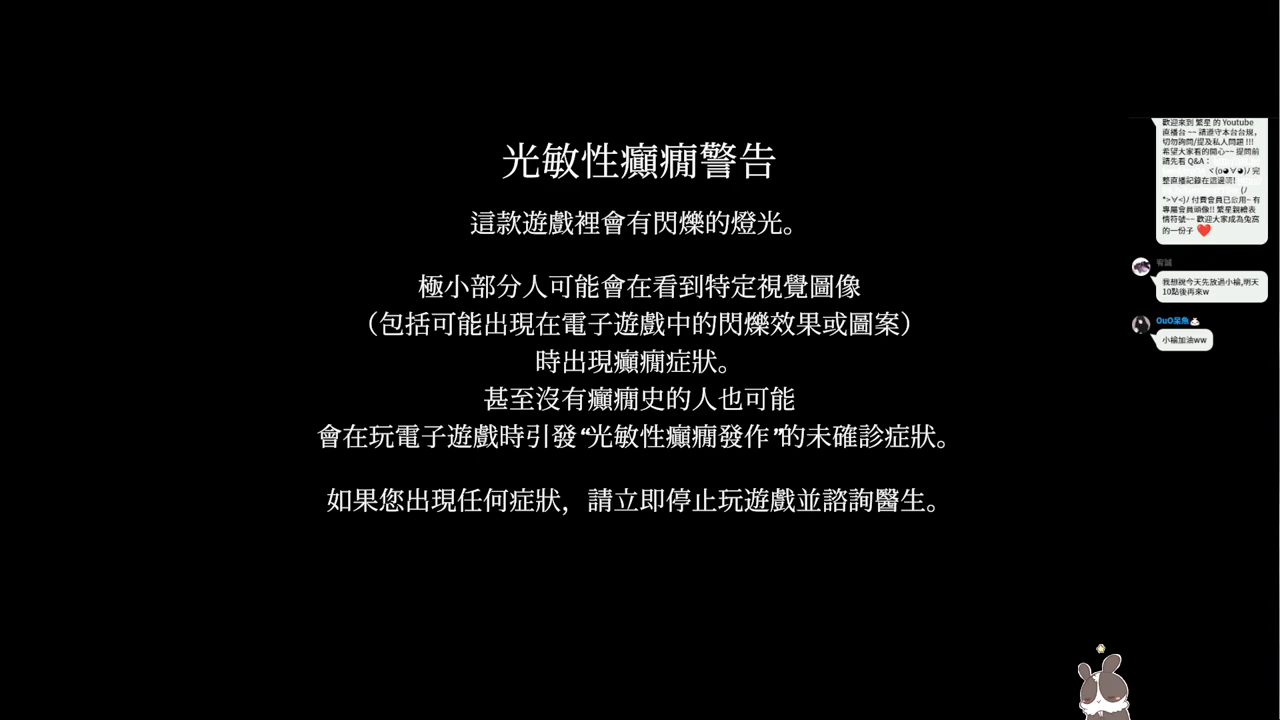 光敏性癲癇警告
這款遊戲裡會有閃爍的燈光。
極小部分人可能會在看到特定視覺圖像
（包括可能出現在電子遊戲中的閃爍效果或圖案）
時出現癲癇症狀。
甚至沒有癲癇史的人也可能
會在玩電子遊戲時引發“光敏性癲癇發作”的未確診症狀。
如果您出現任何症狀，請立即停止玩遊戲並諮詢醫生。
歡迎來到 繁星 的 Youtube
直播台 ~~ 請遵守本台台規，
切勿詢問/提及私人問題 !!!
希望大家看的開心~~ 提問前
請先看 Q&A：
ヾ(o◕∀◕)ﾉ 完
整直播記錄在這邊唷!
(ﾉ
*>∀<)ﾉ 付費會員已啟用~ 有
專屬會員頭像!! 繁星親繪表
情符號~~ 歡迎大家成為兔窩
的一份子 ❤️
我想說今天先放過小榆,明天
10點後再來w
OuO呆魚🍙
小榆加油ww